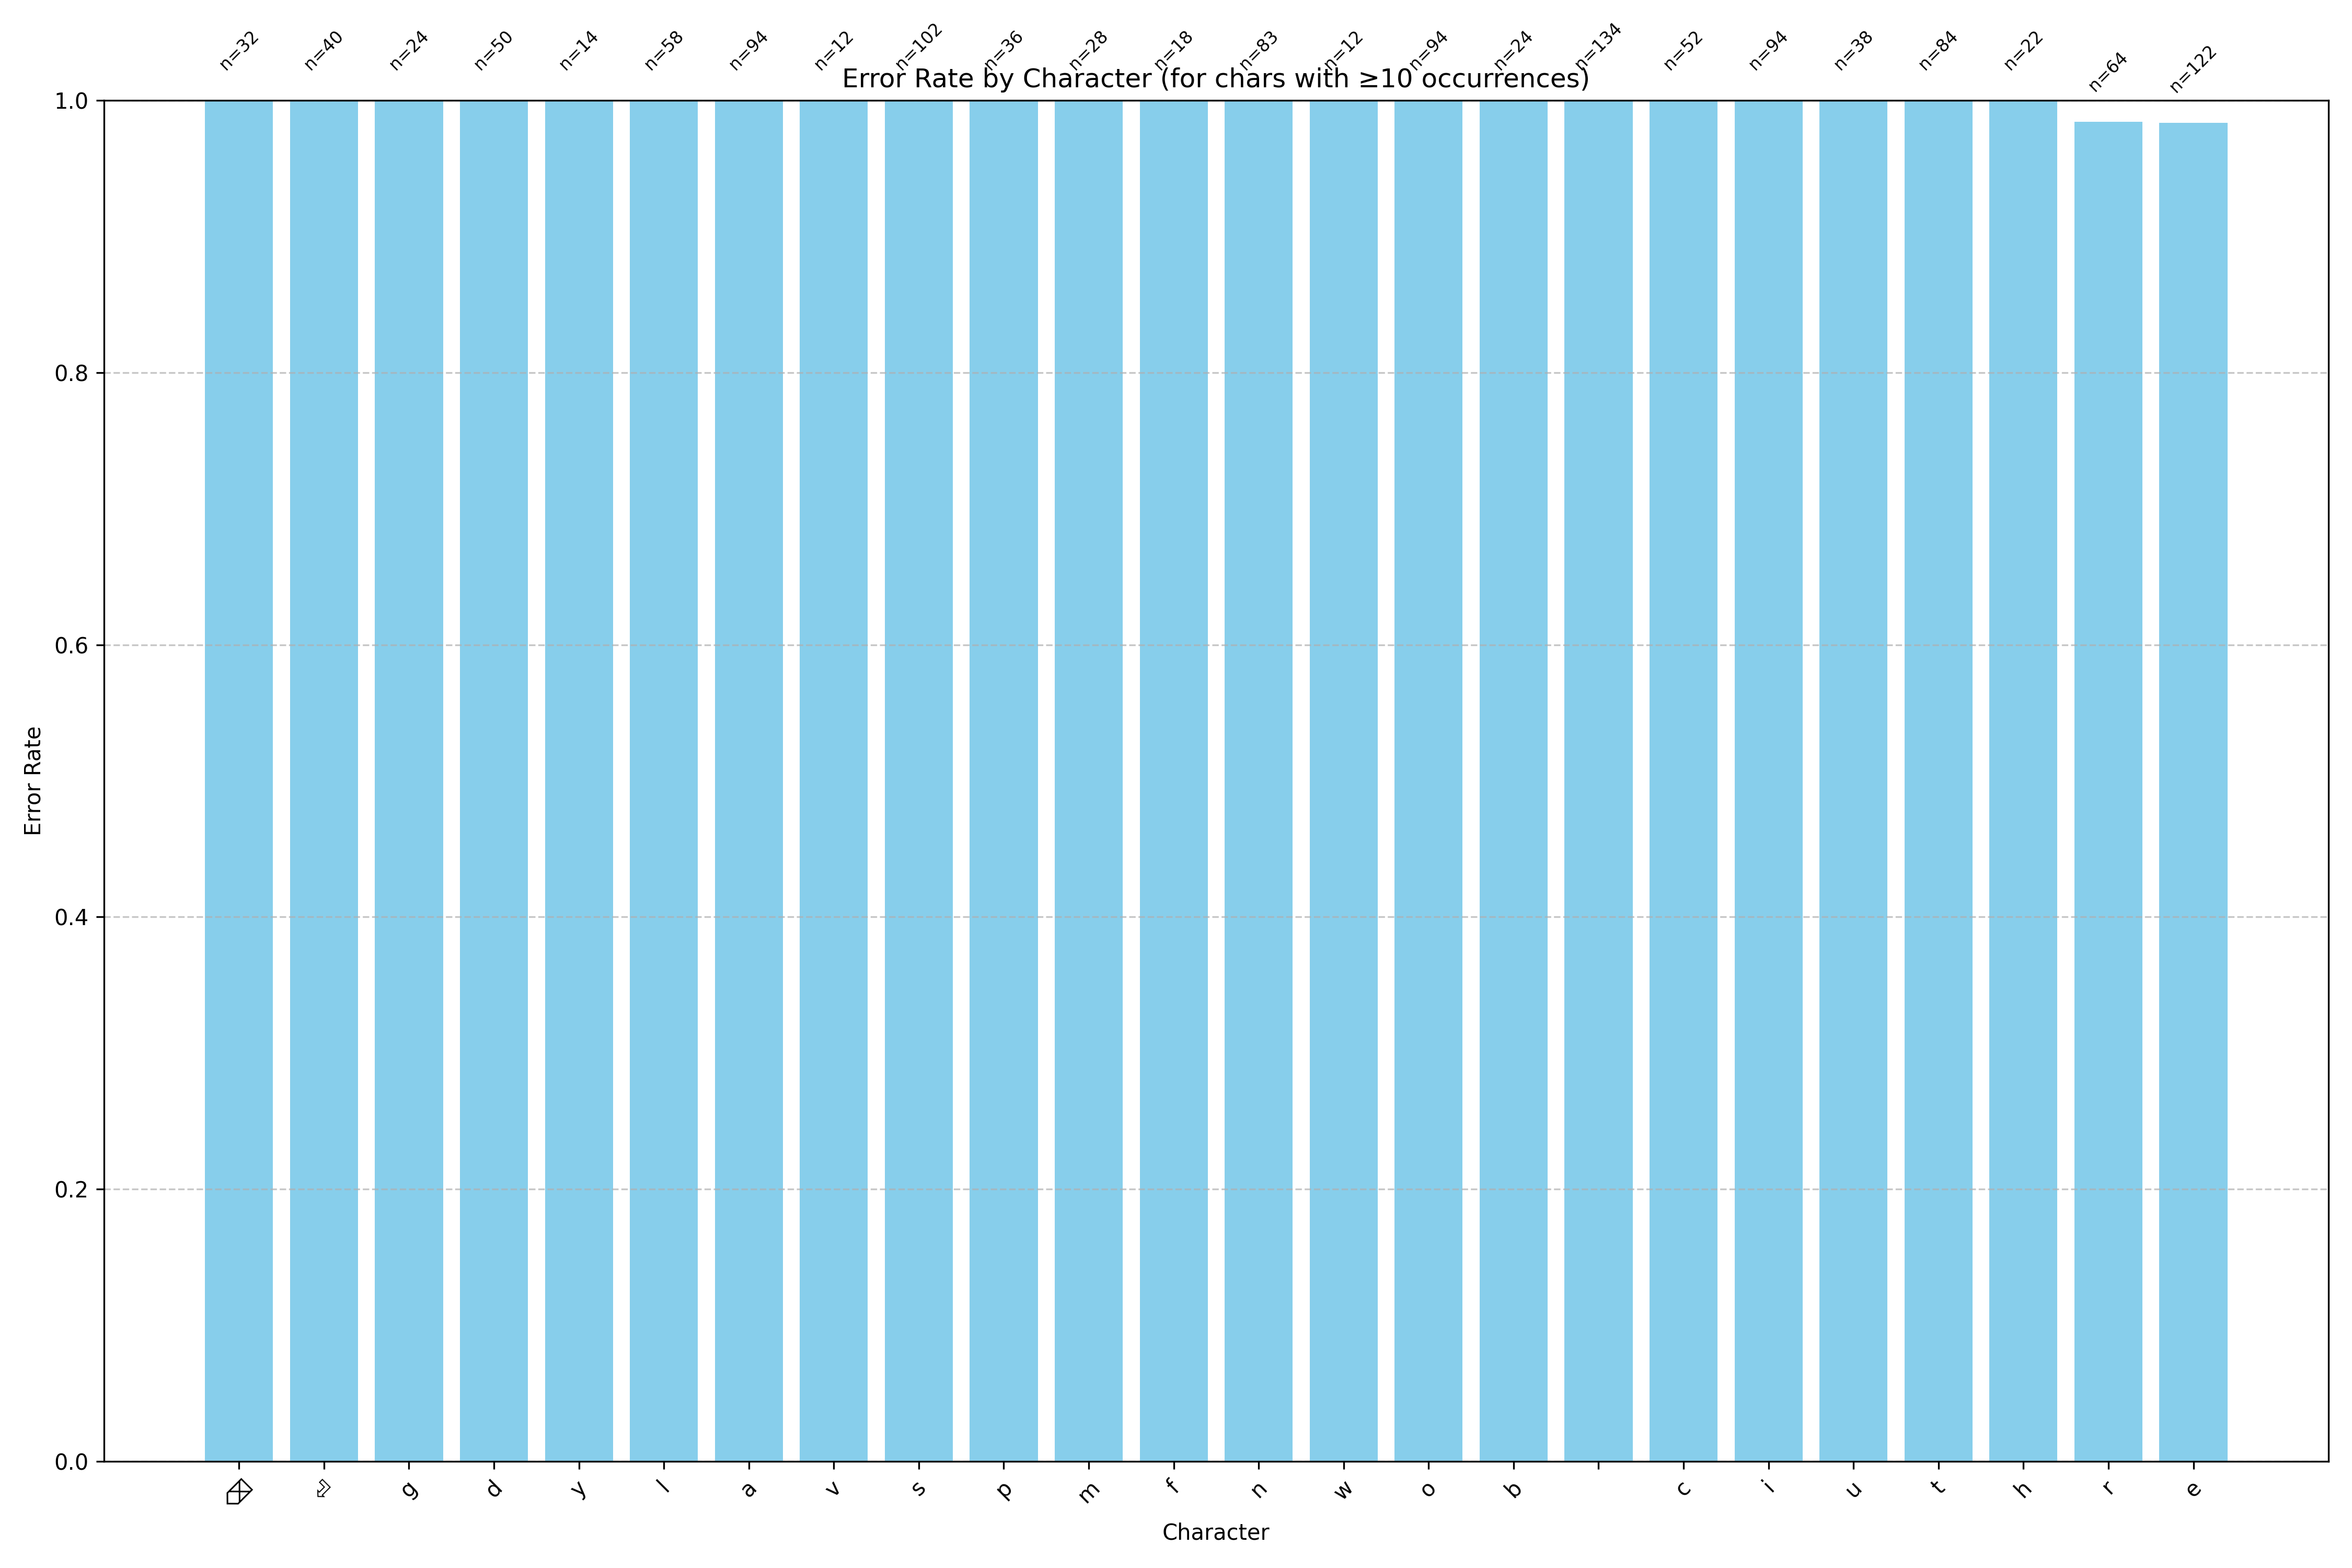 n=32 n=40 n=24 n=50 n=14 n=58 n=94 n=12 n=102 n=36 n=28 n=18 n=83 n=12 n=94 n=24 n=134 n=52 n=94 n=38 n=84 n=22 n=64 n=122
Error Rate by Character (for chars with ≥10 occurrences)
1.0
0.8
0.6
0.4
0.2
0.0
Error Rate
g d y l a v s p m f n w o b c i u t h r e
Character